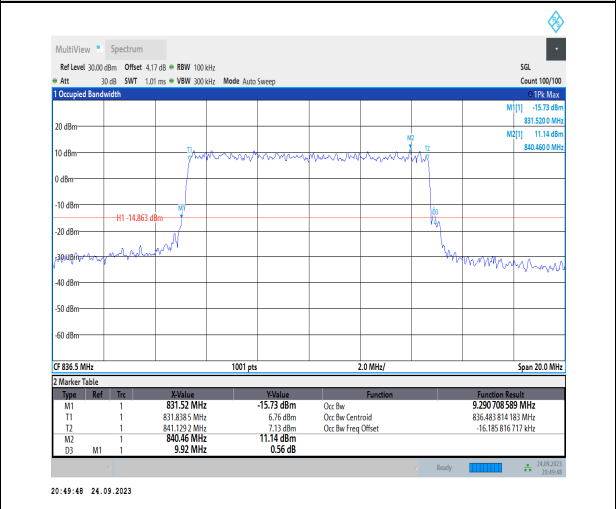 MultiView Spectrum
Ref Level 30.00 dBm Offset 4.17 dB RBW 100 kHz SGL
Att 30 dB SWT 1.01 ms VBW 300 kHz Mode Auto Sweep Count 100/100
1 Occupied Bandwidth 1Pk Max
M1[1] -15.73 dBm
831.520 0 MHz
M2[1] 11.14 dBm
840.460 0 MHz
20 dBm
M2
T1 T2
10 dBm
0 dBm
-10 dBm
M1
D3
H1 -14.863 dBm
-20 dBm
-30 dBm
-40 dBm
-50 dBm
-60 dBm
CF 836.5 MHz 1001 pts 2.0 MHz/ Span 20.0 MHz
2 Marker Table
Type Ref Trc X-Value Y-Value Function Function Result
M1 1 831.52 MHz -15.73 dBm Occ Bw 9.290 708 589 MHz
T1 1 831.838 5 MHz 6.76 dBm Occ Bw Centroid 836.483 814 183 MHz
T2 1 841.129 2 MHz 7.13 dBm Occ Bw Freq Offset -16.185 816 717 kHz
M2 1 840.46 MHz 11.14 dBm
D3 M1 1 9.92 MHz 0.56 dB
Ready 24.09.2023
20:49:48
20:49:48 24.09.2023